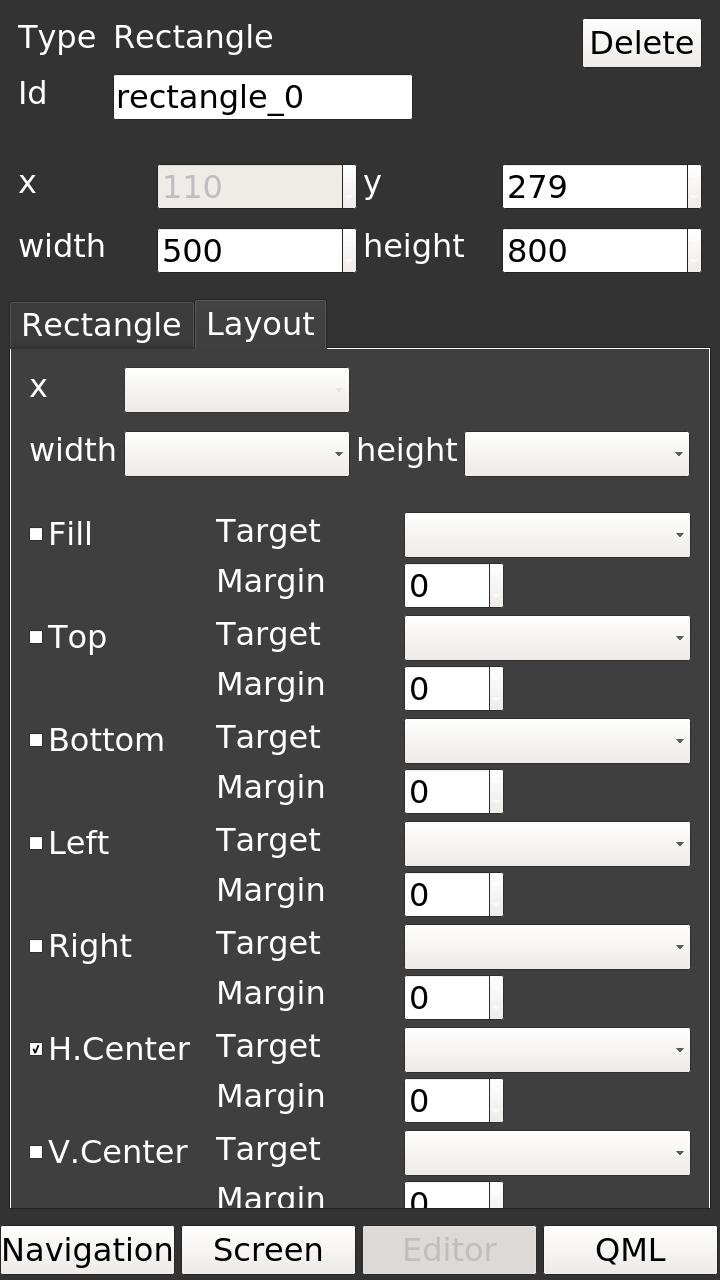 Type Rectangle Delete
Id rectangle_0
x 110 y 279
width 500 height 800
Rectangle Layout
x
width height
Fill Target
Margin 0
Top Target
Margin 0
Bottom Target
Margin 0
Left Target
Margin 0
Right Target
Margin 0
H.Center Target
Margin 0
V.Center Target
Margin 0
Navigation Screen Editor QML